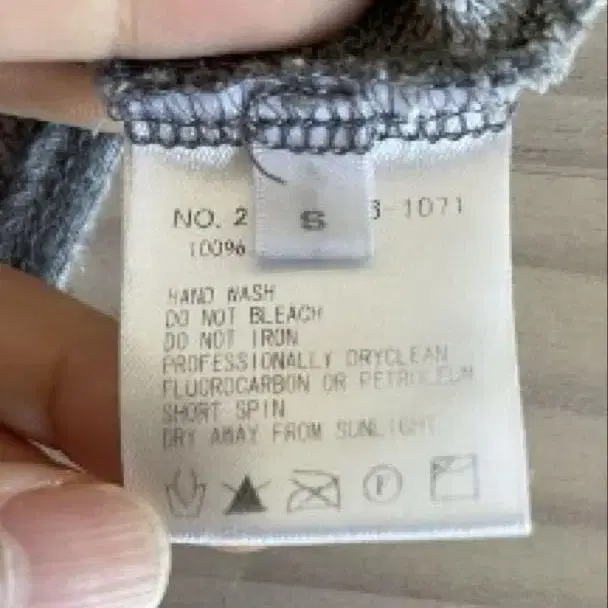 NO. 2
S
3-1071
100%
HAND WASH
DO NOT BLEACH
DO NOT IRON
PROFESSIONALLY DRYCLEAN
FLUOROCARBON OR PETROLEUM
SHORT SPIN
DRY AWAY FROM SUNLIGHT
P